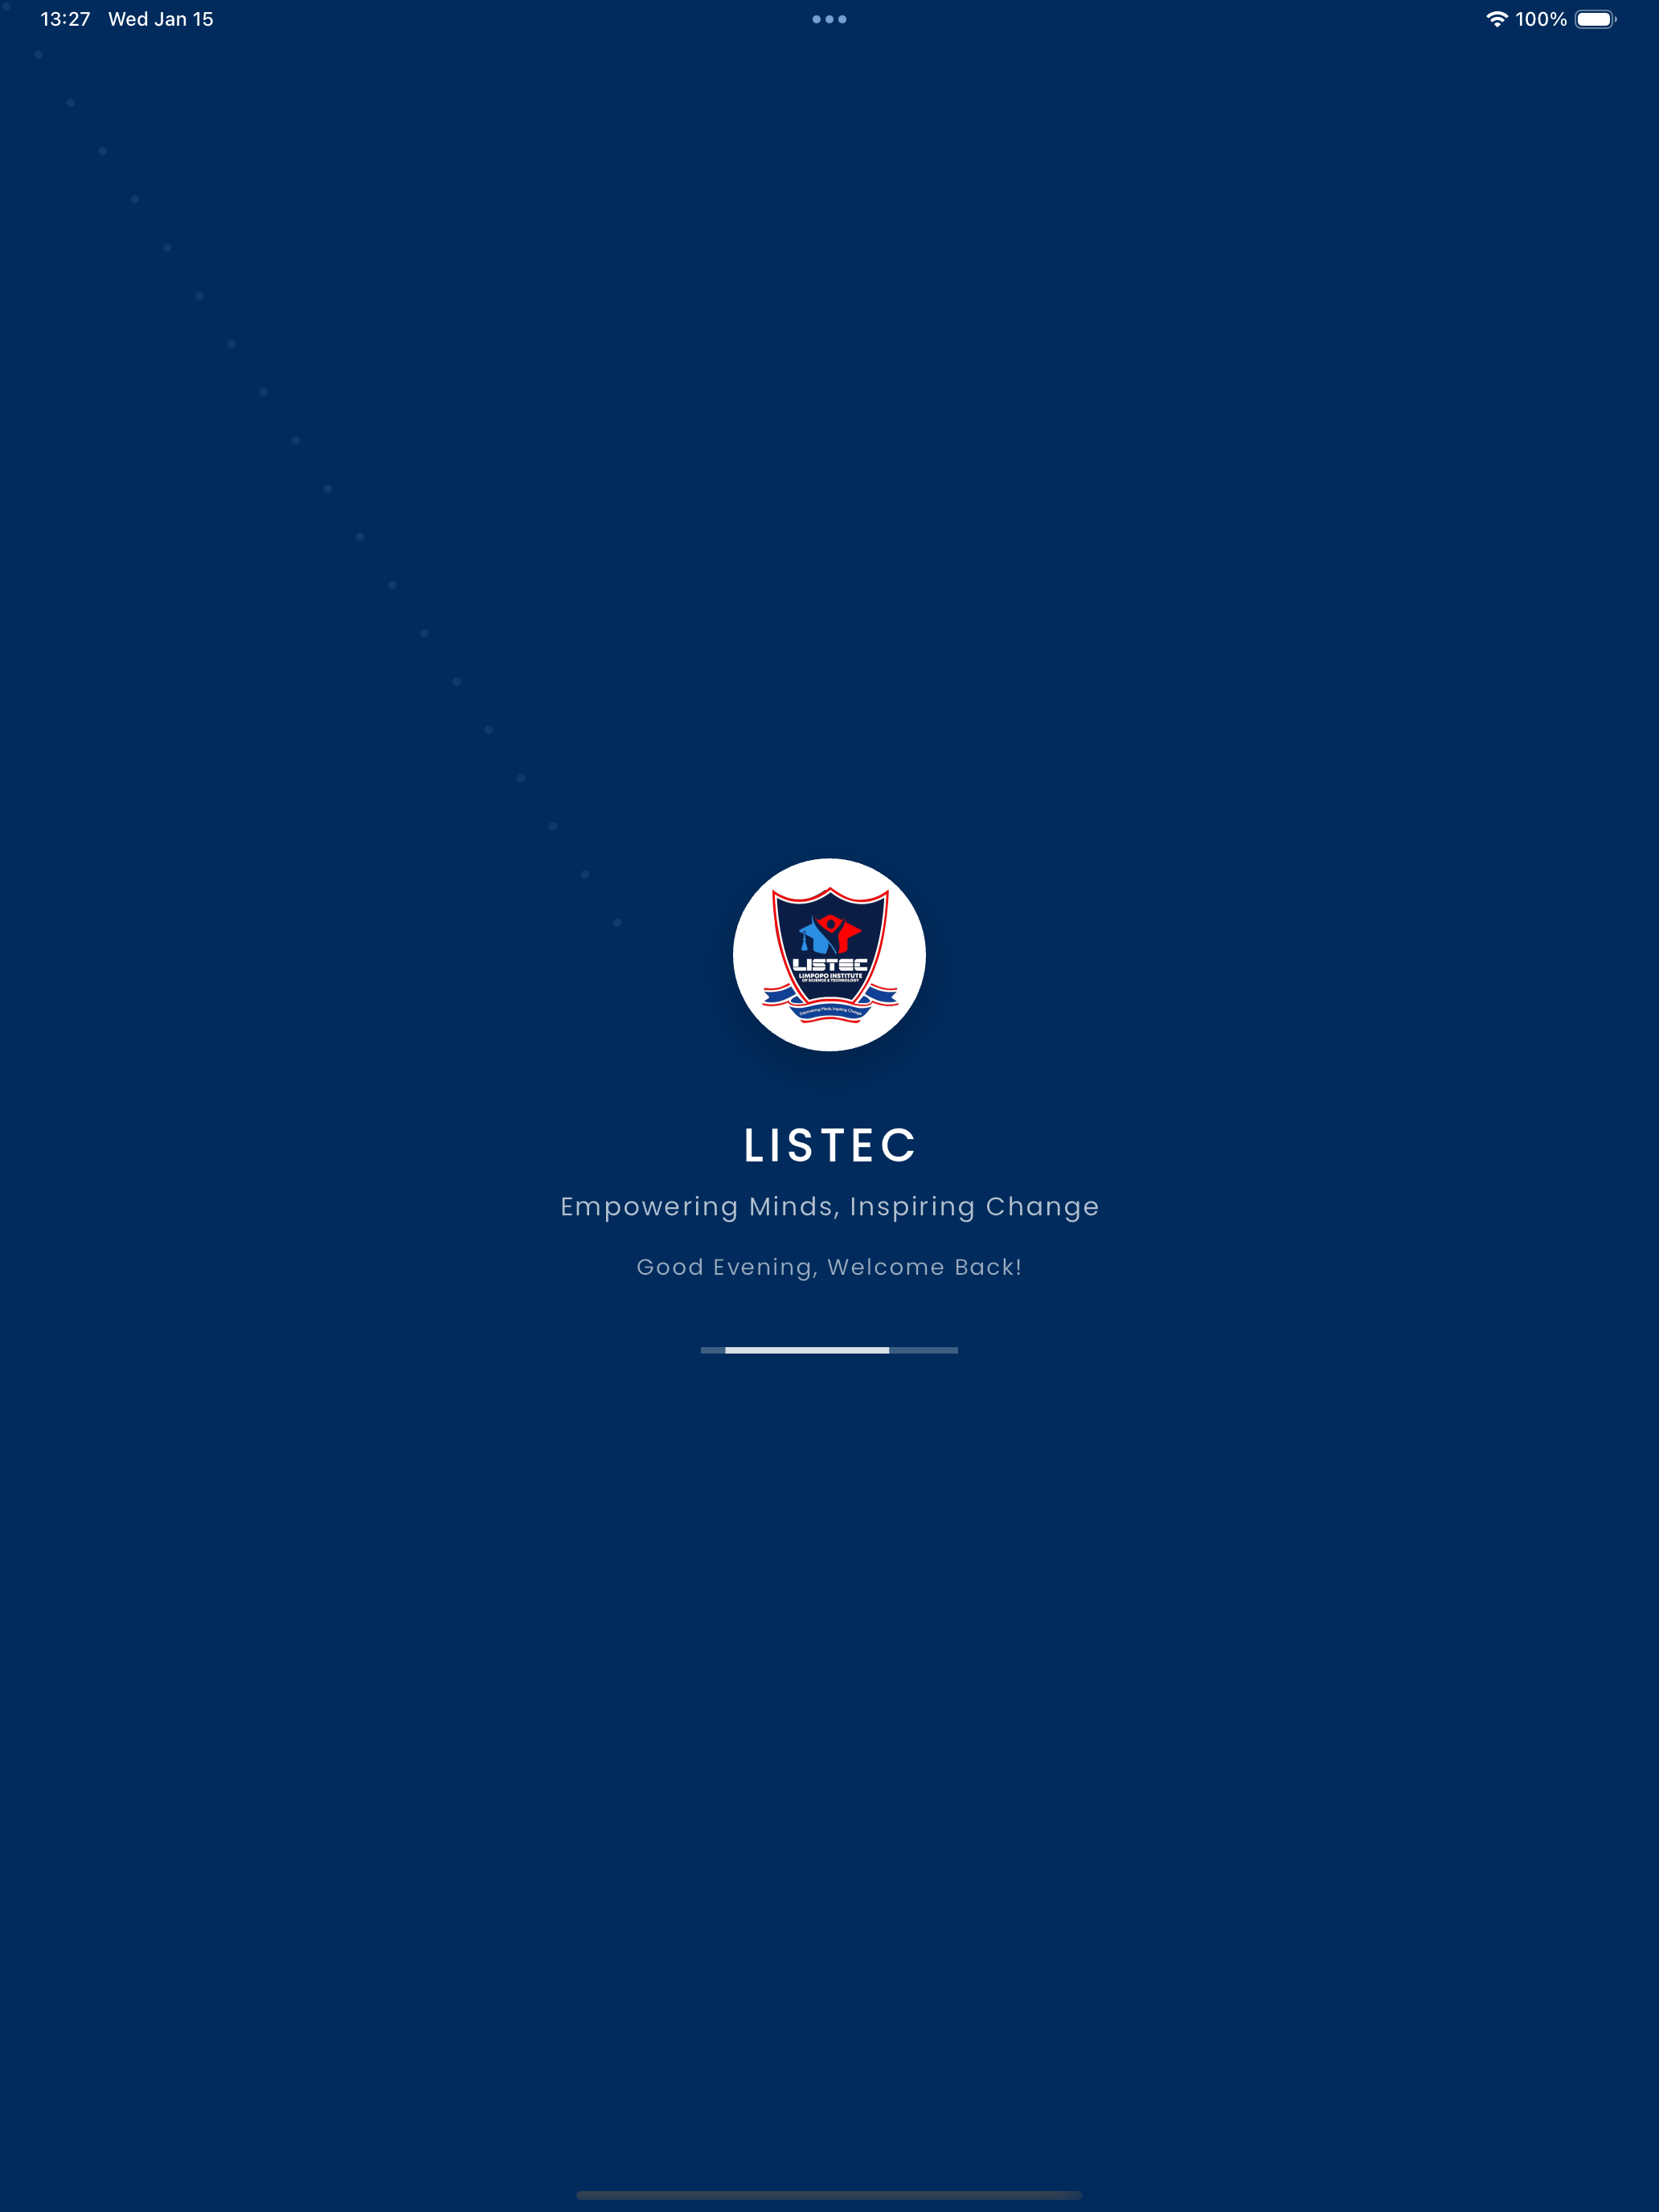 13:27 Wed Jan 15
100%
LISTEC
LIMPOPO INSTITUTE
OF SCIENCE & TECHNOLOGY
Empowering Minds, Inspiring Change
LISTEC
Empowering Minds, Inspiring Change
Good Evening, Welcome Back!